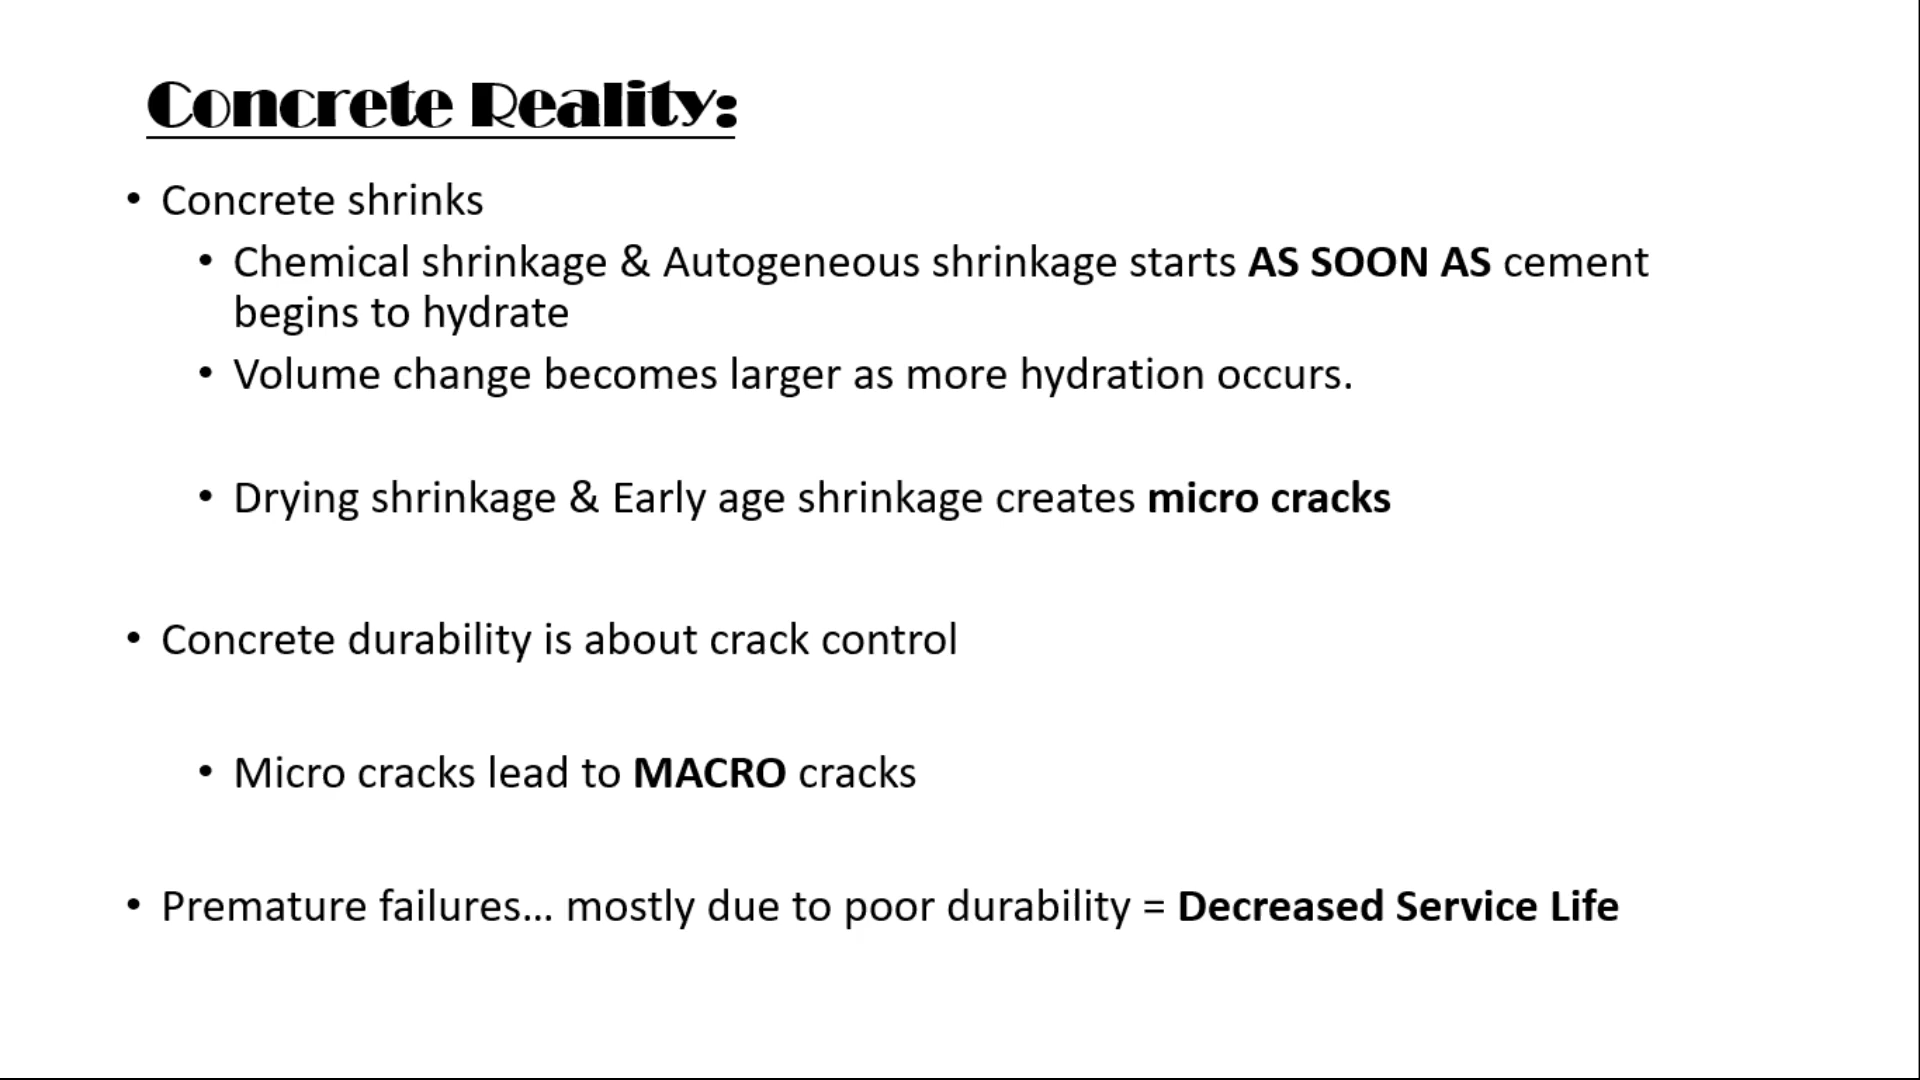 Concrete Reality:
• Concrete shrinks
• Chemical shrinkage & Autogeneous shrinkage starts AS SOON AS cement
begins to hydrate
• Volume change becomes larger as more hydration occurs.
• Drying shrinkage & Early age shrinkage creates micro cracks
• Concrete durability is about crack control
• Micro cracks lead to MACRO cracks
• Premature failures... mostly due to poor durability = Decreased Service Life